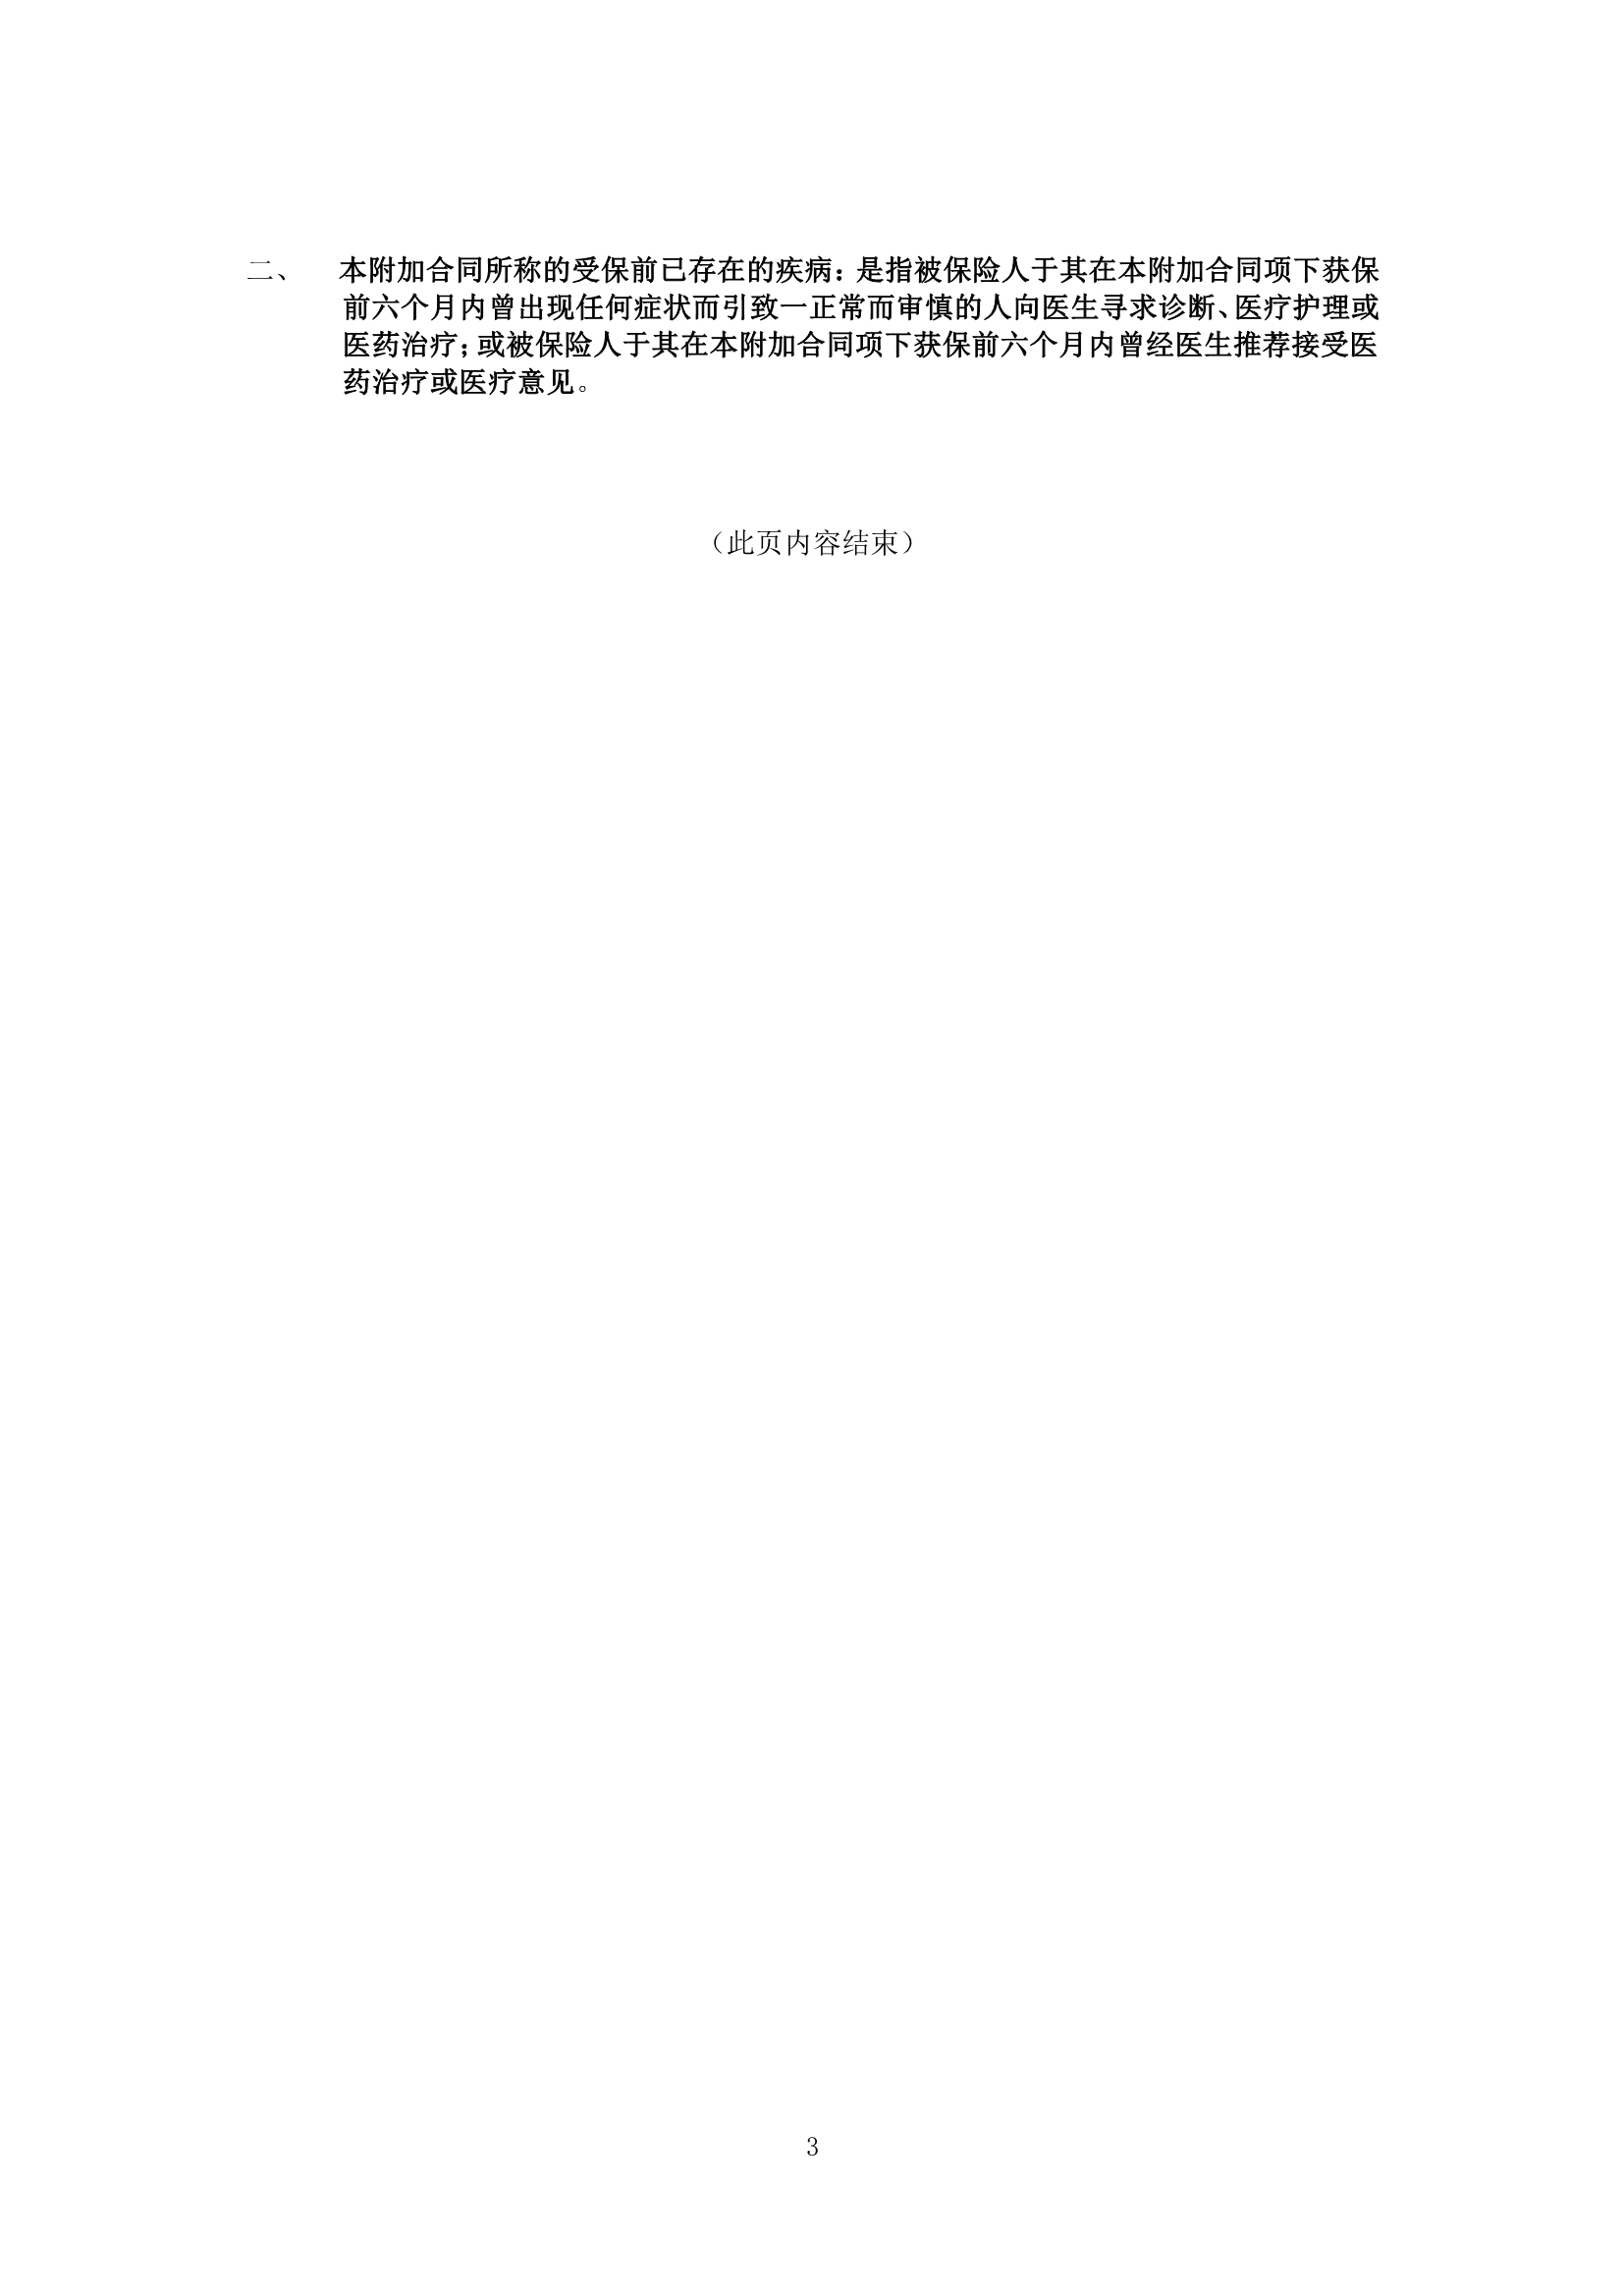 二、 本附加合同所称的受保前已存在的疾病：是指被保险人于其在本附加合同项下获保
前六个月内曾出现任何症状而引致一正常而审慎的人向医生寻求诊断、医疗护理或
医药治疗；或被保险人于其在本附加合同项下获保前六个月内曾经医生推荐接受医
药治疗或医疗意见。
（此页内容结束）
3